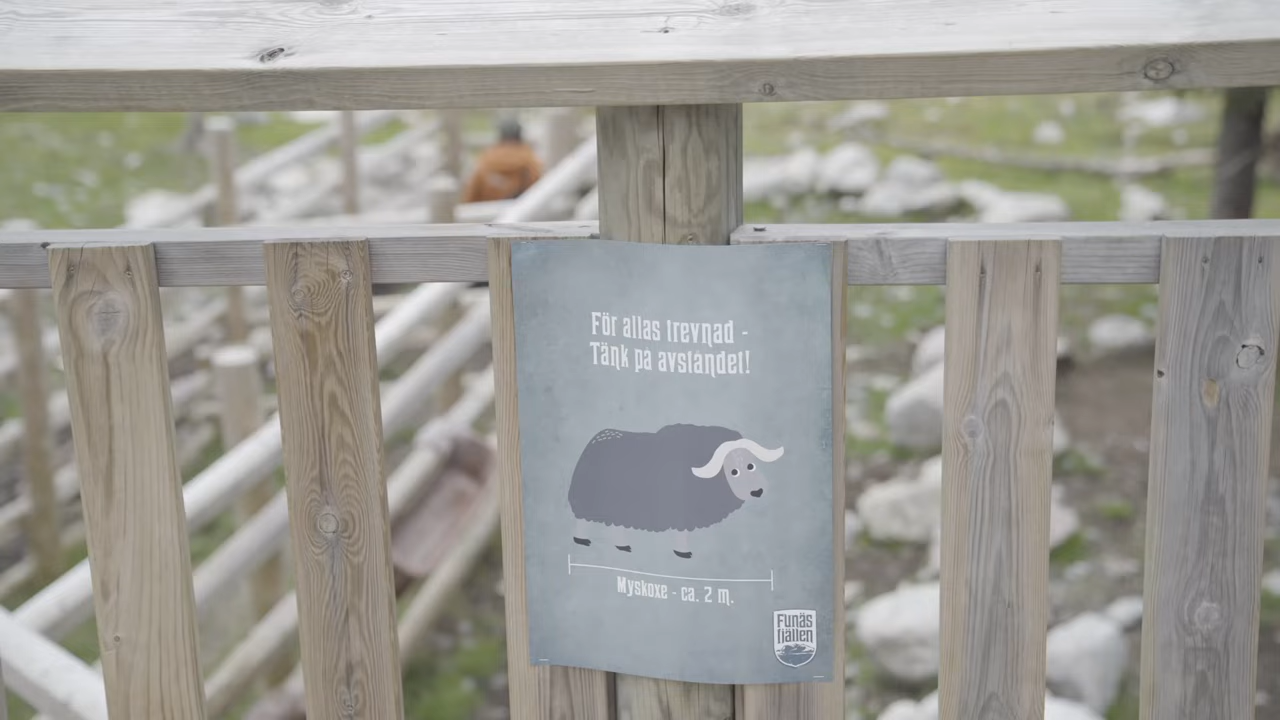 För allas trevnad -
Tänk på avståndet!
Myskoxe - ca. 2 m.
Funäs
fjällen